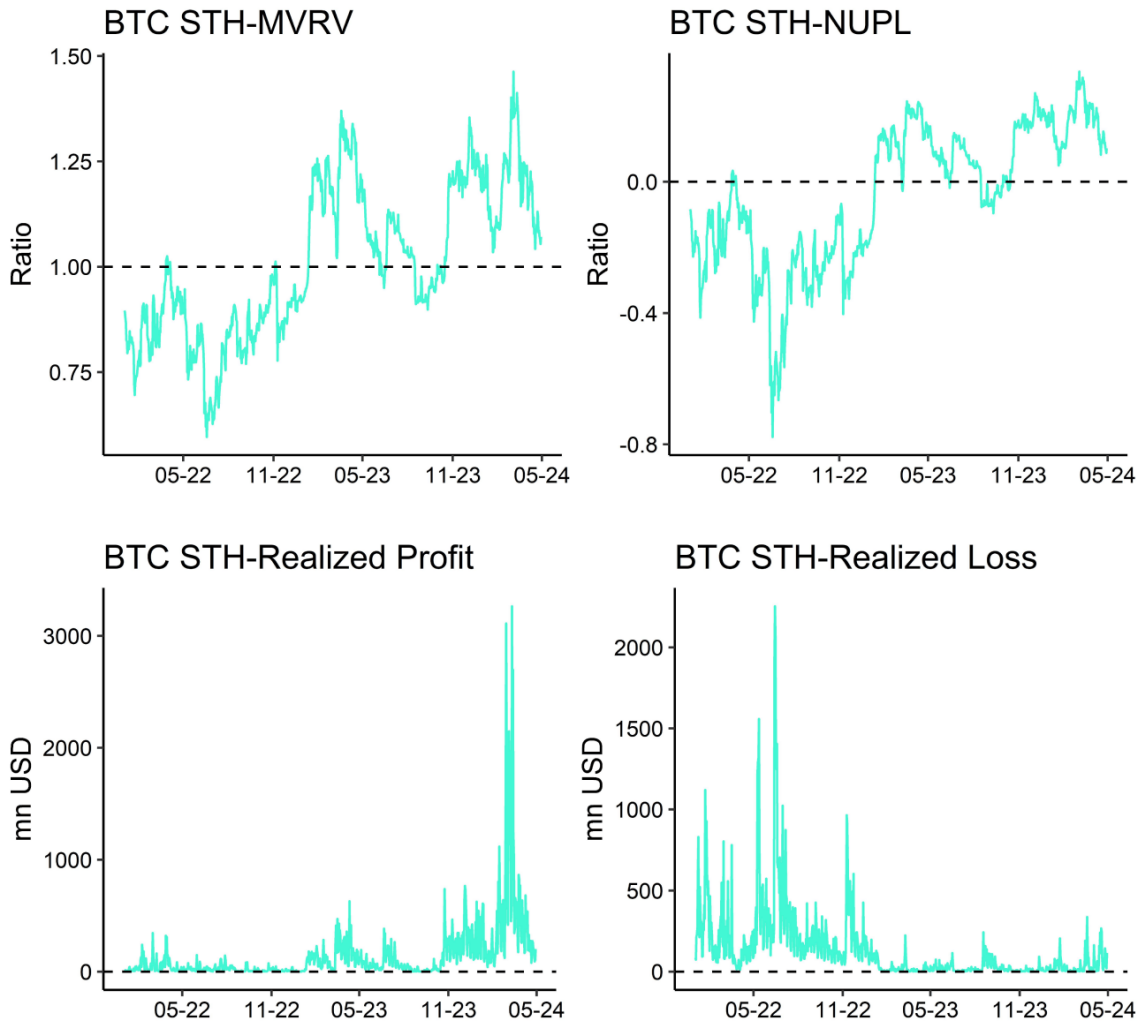 BTC STH-MVRV
1.50
1.25
1.00
0.75
Ratio
05-22 11-22 05-23 11-23 05-24
BTC STH-NUPL
0.0
-0.4
-0.8
Ratio
05-22 11-22 05-23 11-23 05-24
BTC STH-Realized Profit
3000
2000
1000
0
mn USD
05-22 11-22 05-23 11-23 05-24
BTC STH-Realized Loss
2000
1500
1000
500
0
mn USD
05-22 11-22 05-23 11-23 05-24